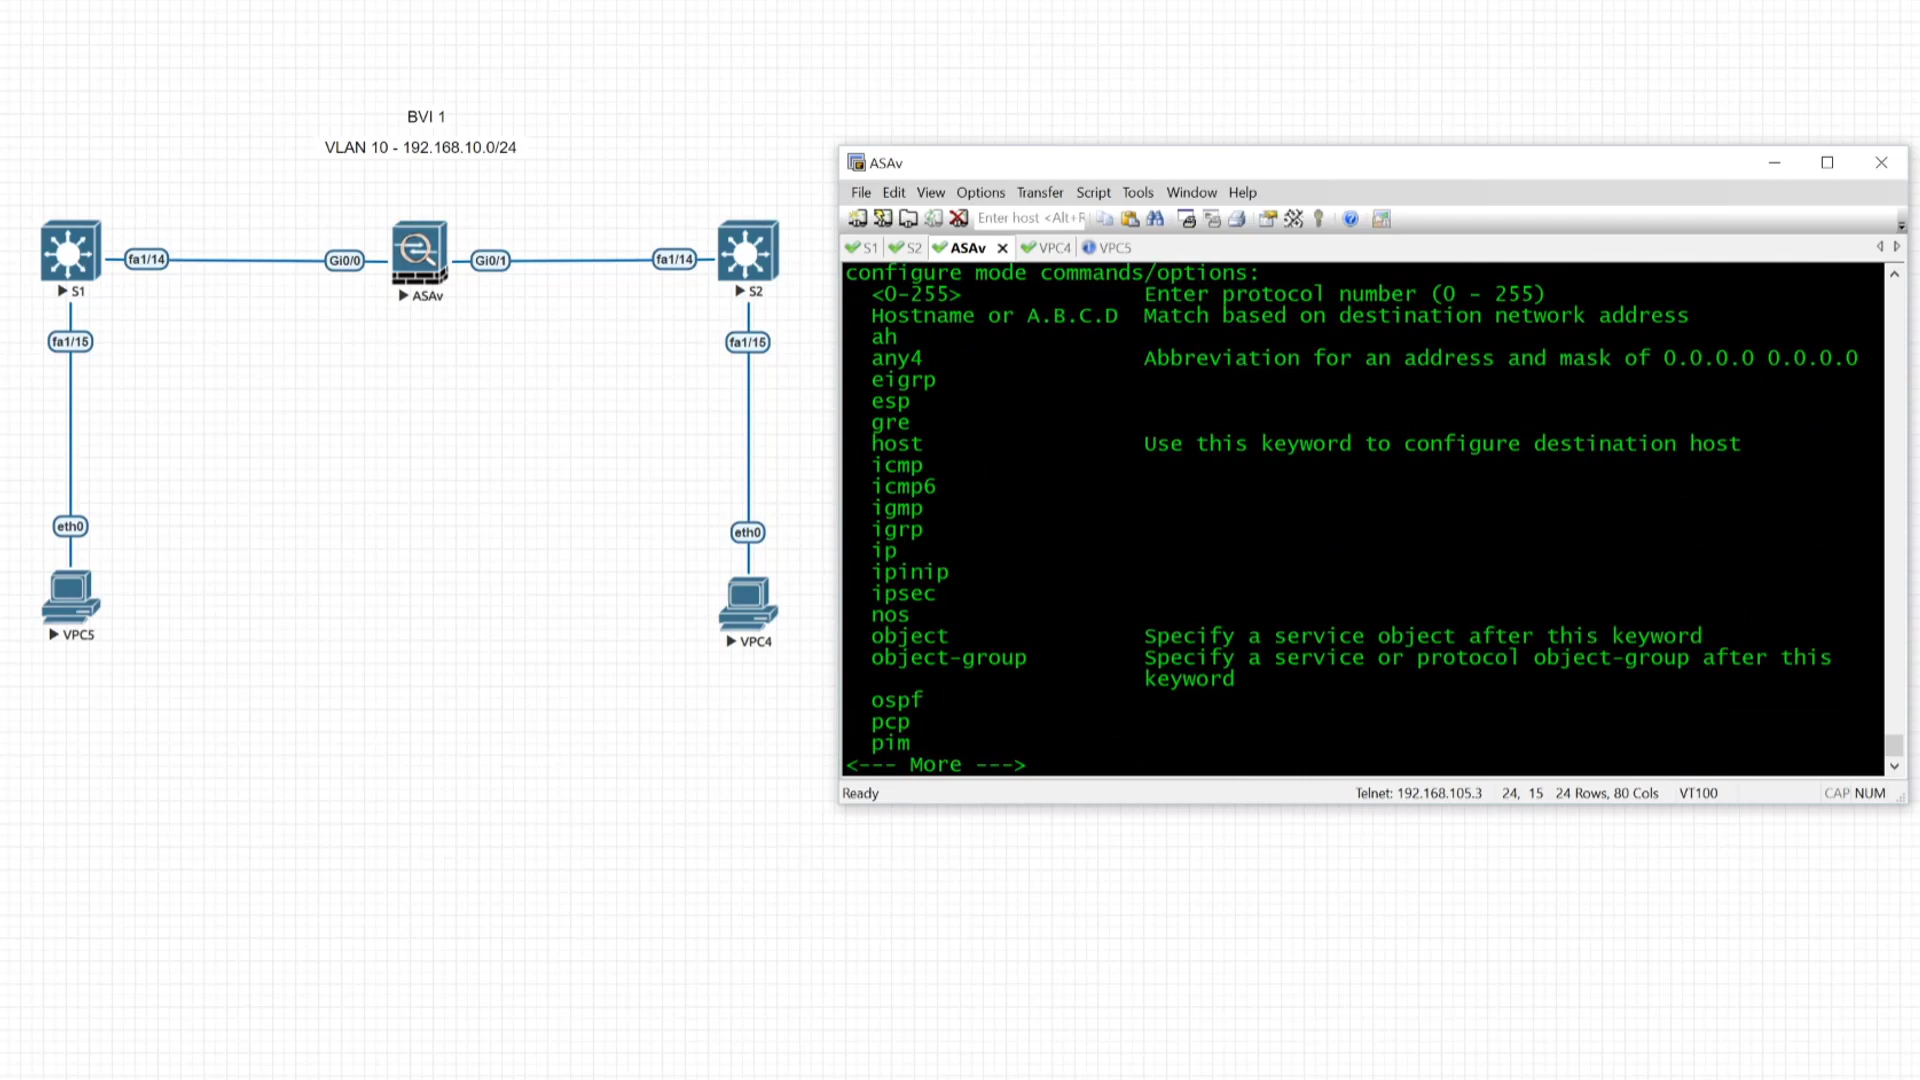 BVI 1
VLAN 10 - 192.168.10.0/24
fa1/14
Gi0/0
Gi0/1
fa1/14
S1
ASAv
S2
fa1/15
fa1/15
eth0
eth0
VPC5
VPC4
ASAv
File Edit View Options Transfer Script Tools Window Help
Enter host <Alt+R
S1 S2 ASAv VPC4 VPC5
configure mode commands/options:
<0-255> Enter protocol number (0 - 255)
Hostname or A.B.C.D Match based on destination network address
ah
any4 Abbreviation for an address and mask of 0.0.0.0 0.0.0.0
eigrp
esp
gre
host Use this keyword to configure destination host
icmp
icmp6
igmp
igrp
ip
ipinip
ipsec
nos
object Specify a service object after this keyword
object-group Specify a service or protocol object-group after this
keyword
ospf
pcp
pim
<--- More --->
Ready Telnet: 192.168.105.3 24, 15 24 Rows, 80 Cols VT100 CAP NUM